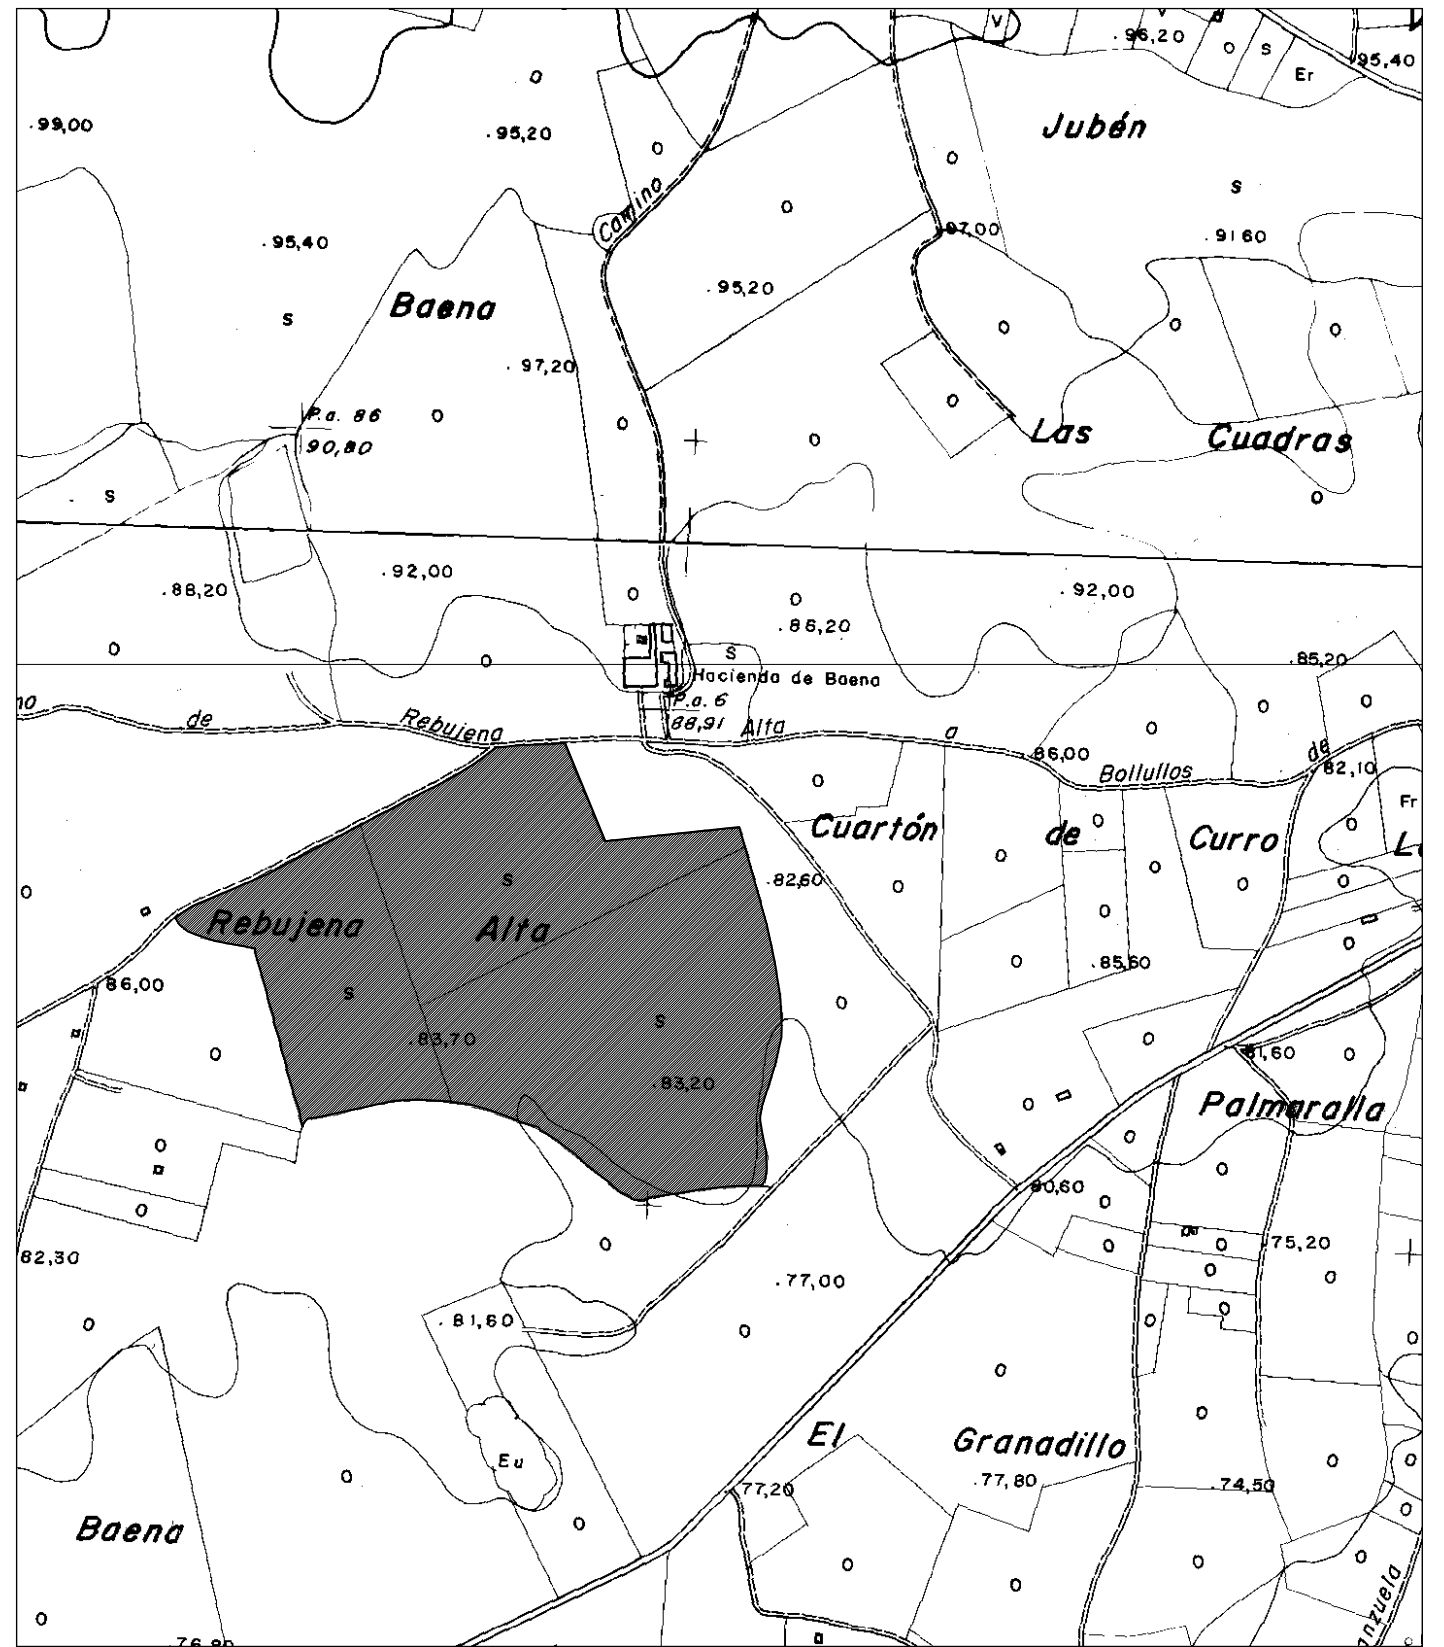 V
V
.96,20
O
S
Er
95,40
.99,00
O
.95,20
Jubén
O
O
Camino
O
S
.95,40
97,00
.9160
.95,20
Baena
S
O
O
O
.97,20
P.a. 86
O
O
O
O
Las
Cuadras
90,80
S
O
.92,00
.88,20
O
O
.92,00
.86,20
O
O
S
.85,20
Hacienda de Baena
P.a. 6
O
O
de
Rebujena
88,91
Alta
a
O
de
86,00
Bollullos
82,10
O
Fr
Cuartón
de
O
Curro
O
O
O
O
S
.82,60
O
O
O
O
Rebujena
Alta
O
O
.85,60
86,00
S
O
S
.83,70
O
O
81,60
O
.83,20
O
Palmaralla
O
O
O
80,60
O
O
O
O
O
75,20
82,30
.77,00
O
O
O
.81,60
O
O
O
O
O
O
El
Granadillo
Eu
O
O
O
77,20
.77,80
.74,50
Baena
O
O
O
O
O
O
O
anzuela
76,80